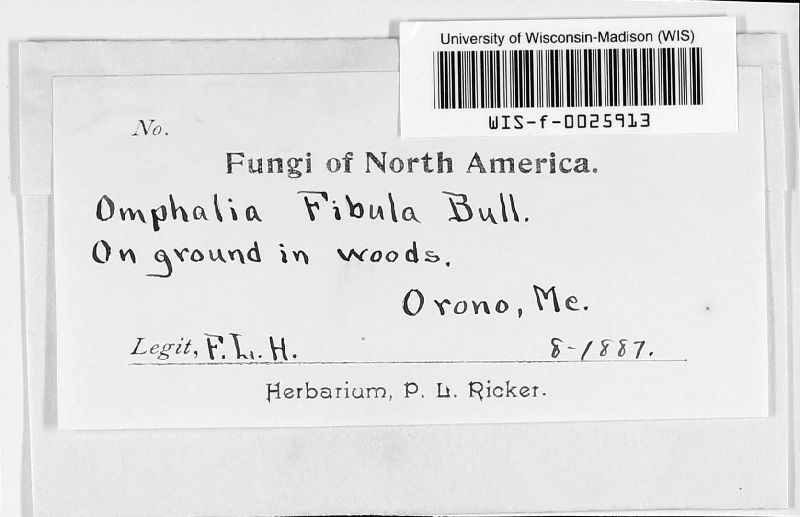 University of Wisconsin-Madison (WIS)
WIS-f-0025913
No.
Fungi of North America.
Omphalia Fibula Bull.
On ground in woods.
Orono, Me.
Legit, F. L. H. 8-1887.
Herbarium, P. L. Ricker.